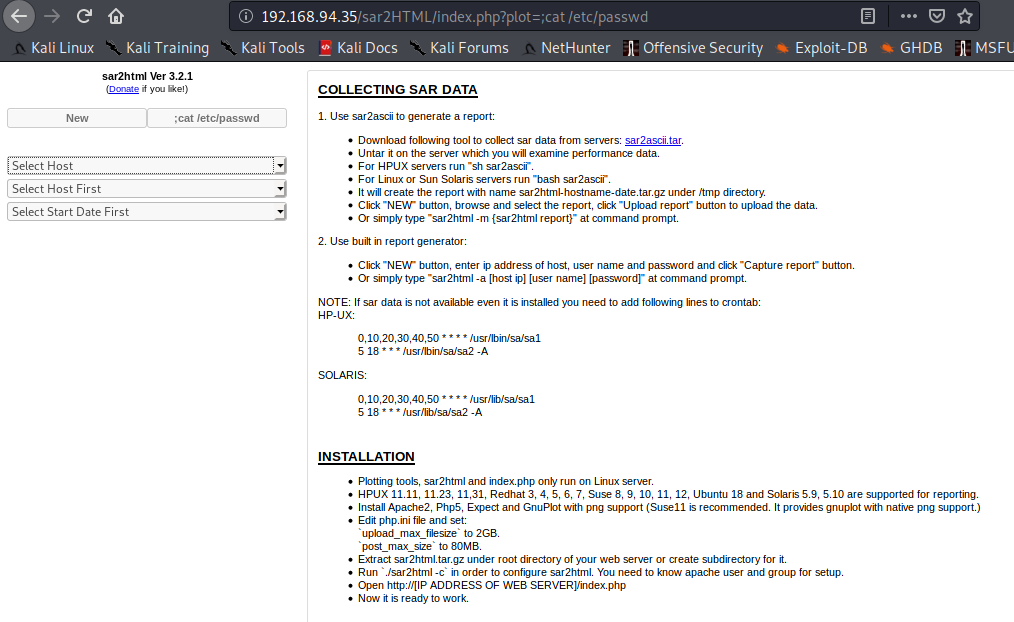 192.168.94.35/sar2HTML/index.php?plot=;cat /etc/passwd
Kali Linux Kali Training Kali Tools Kali Docs Kali Forums NetHunter Offensive Security Exploit-DB GHDB MSFU
sar2html Ver 3.2.1
(Donate if you like!)
New ;cat /etc/passwd
Select Host
Select Host First
Select Start Date First
COLLECTING SAR DATA
1. Use sar2ascii to generate a report:
Download following tool to collect sar data from servers: sar2ascii.tar.
Untar it on the server which you will examine performance data.
For HPUX servers run "sh sar2ascii".
For Linux or Sun Solaris servers run "bash sar2ascii".
It will create the report with name sar2html-hostname-date.tar.gz under /tmp directory.
Click "NEW" button, browse and select the report, click "Upload report" button to upload the data.
Or simply type "sar2html -m {sar2html report}" at command prompt.
2. Use built in report generator:
Click "NEW" button, enter ip address of host, user name and password and click "Capture report" button.
Or simply type "sar2html -a [host ip] [user name] [password]" at command prompt.
NOTE: If sar data is not available even it is installed you need to add following lines to crontab:
HP-UX:
0,10,20,30,40,50 * * * * /usr/lbin/sa/sa1
5 18 * * * /usr/lbin/sa/sa2 -A
SOLARIS:
0,10,20,30,40,50 * * * * /usr/lib/sa/sa1
5 18 * * * /usr/lib/sa/sa2 -A
INSTALLATION
Plotting tools, sar2html and index.php only run on Linux server.
HPUX 11.11, 11.23, 11,31, Redhat 3, 4, 5, 6, 7, Suse 8, 9, 10, 11, 12, Ubuntu 18 and Solaris 5.9, 5.10 are supported for reporting.
Install Apache2, Php5, Expect and GnuPlot with png support (Suse11 is recommended. It provides gnuplot with native png support.)
Edit php.ini file and set:
`upload_max_filesize` to 2GB.
`post_max_size` to 80MB.
Extract sar2html.tar.gz under root directory of your web server or create subdirectory for it.
Run `./sar2html -c` in order to configure sar2html. You need to know apache user and group for setup.
Open http://[IP ADDRESS OF WEB SERVER]/index.php
Now it is ready to work.